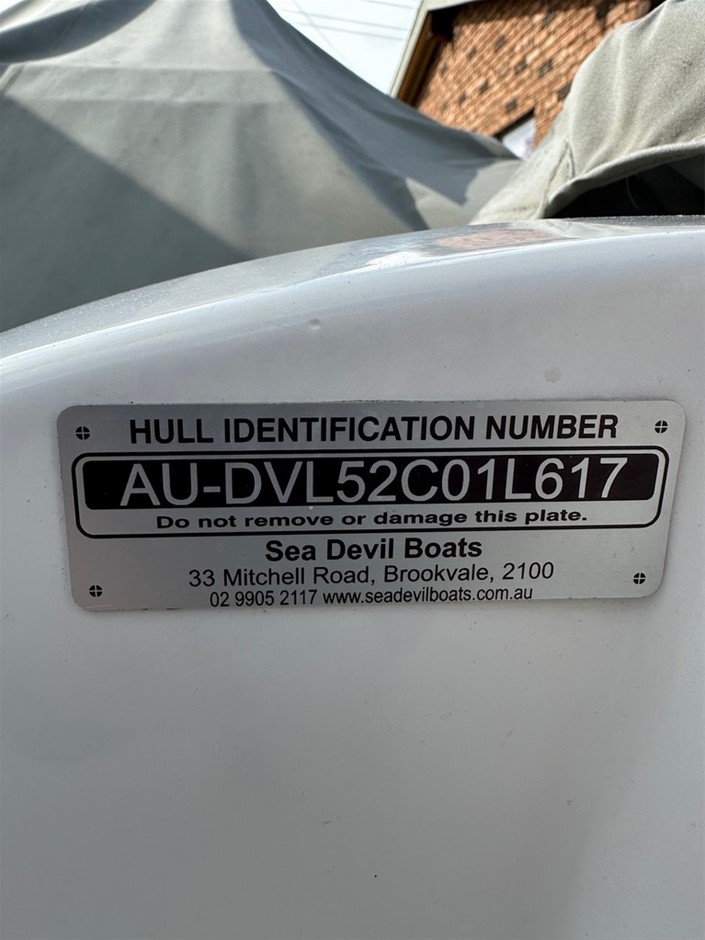 HULL IDENTIFICATION NUMBER
AU-DVL52C01L617
Do not remove or damage this plate.
Sea Devil Boats
33 Mitchell Road, Brookvale, 2100
02 9905 2117 www.seadevilboats.com.au